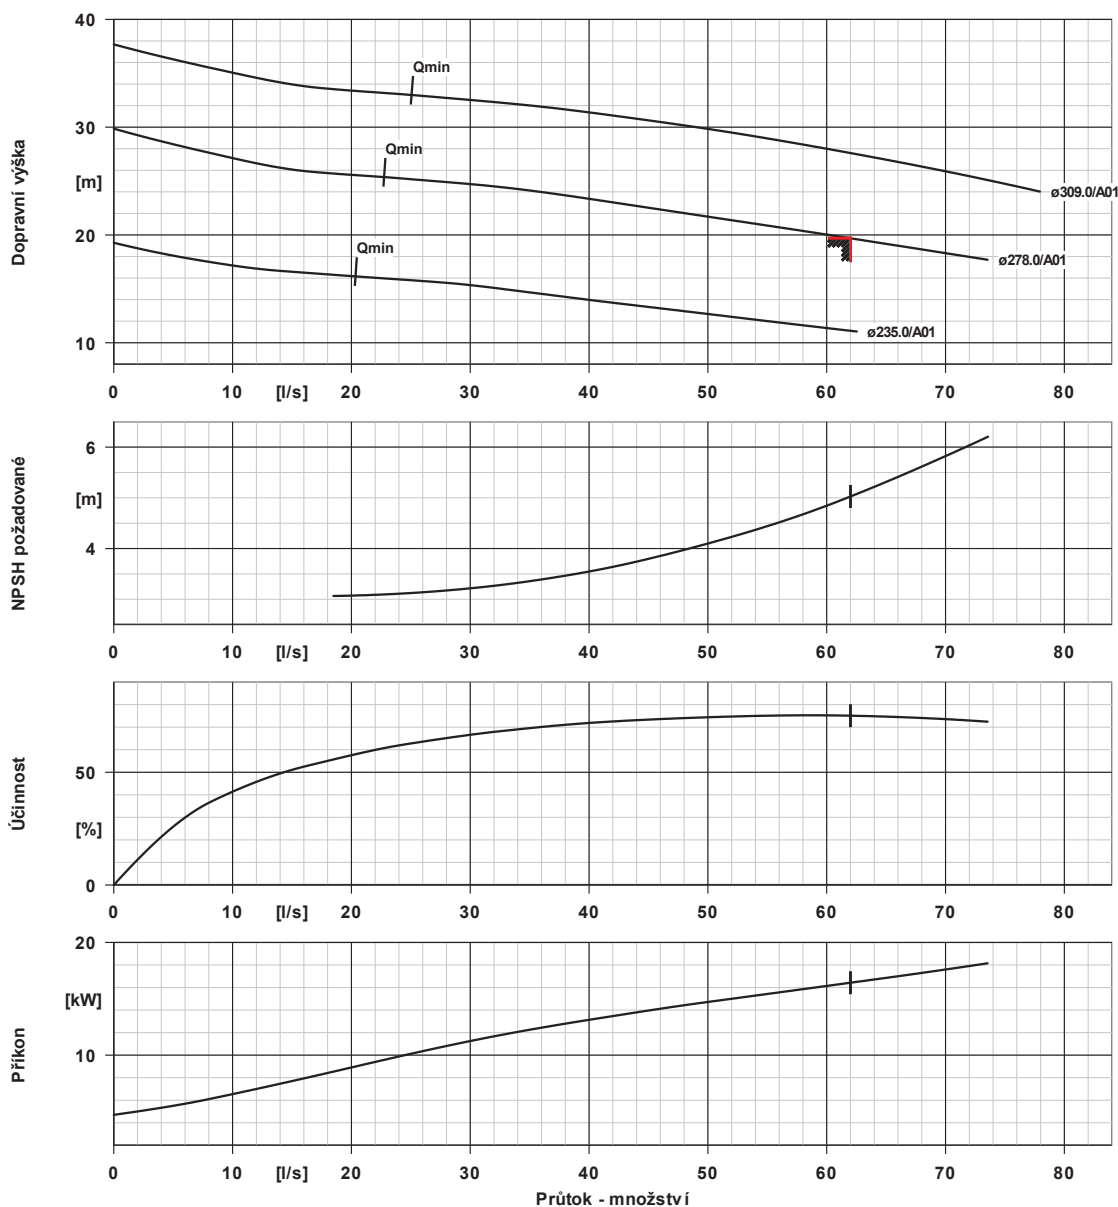 40
Qmin
30
Qmin
Dopravní výška
[m]
ø309.0/A01
20
Qmin
ø278.0/A01
ø235.0/A01
10
0 10 [l/s] 20 30 40 50 60 70 80
6
NPSH požadované
[m]
4
0 10 [l/s] 20 30 40 50 60 70 80
Účinnost
50
[%]
0
0 10 [l/s] 20 30 40 50 60 70 80
20
[kW]
Příkon
10
0 10 [l/s] 20 30 40 50 60 70 80
Průtok - množství